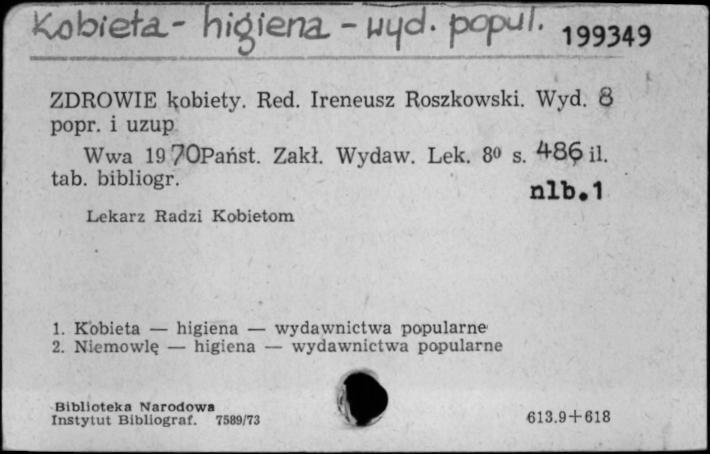 Kobieta - higiena - wyd. popul. 199349
ZDROWIE kobiety. Red. Ireneusz Roszkowski. Wyd. 8
popr. i uzup
Wwa 1970 Państ. Zakł. Wydaw. Lek. 8⁰ s. 486 il.
tab. bibliogr.
nlb.1
Lekarz Radzi Kobietom
1. Kobieta — higiena — wydawnictwa popularne
2. Niemowlę — higiena — wydawnictwa popularne
Biblioteka Narodowa
Instytut Bibliograf. 7589/73
613.9+618